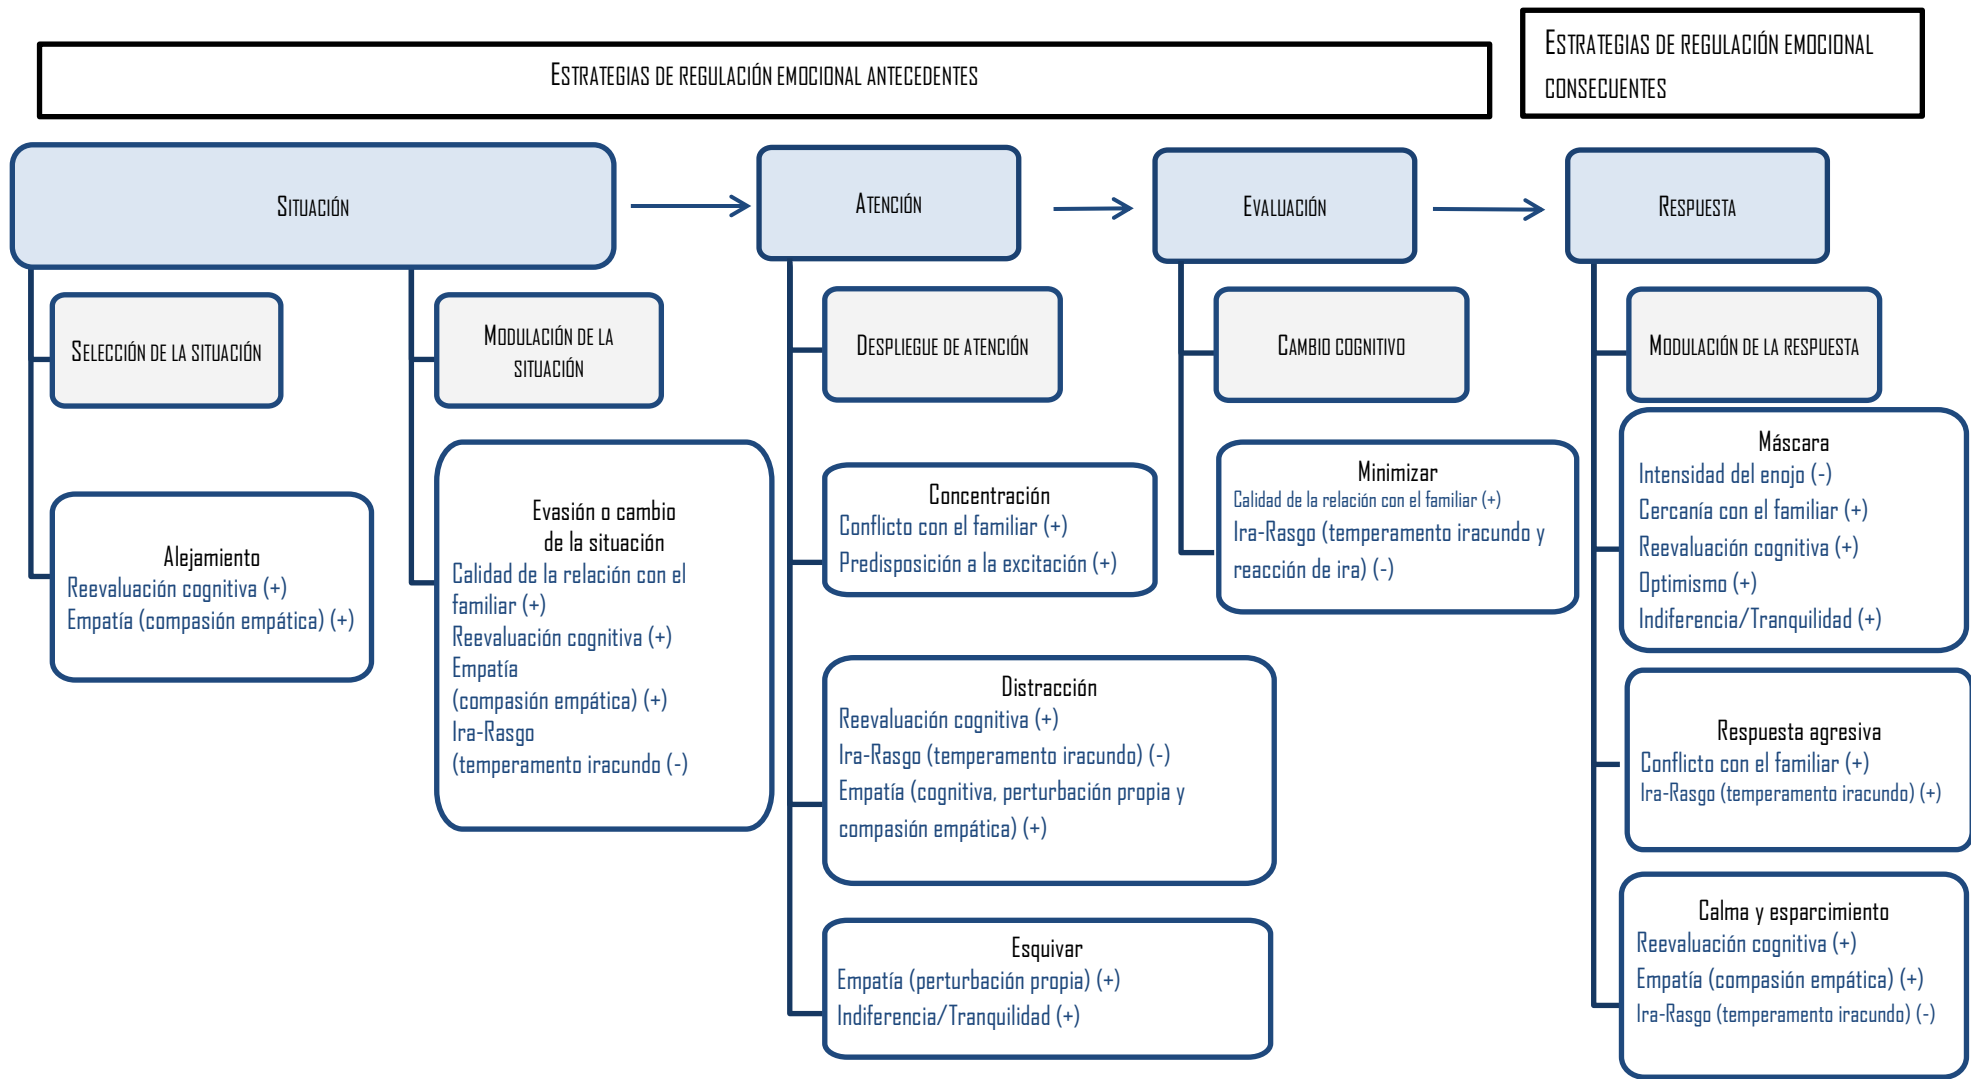 ESTRATEGIAS DE REGULACIÓN EMOCIONAL ANTECEDENTES
ESTRATEGIAS DE REGULACIÓN EMOCIONAL
CONSECUENTES
SITUACIÓN
ATENCIÓN
EVALUACIÓN
RESPUESTA
SELECCIÓN DE LA SITUACIÓN
MODULACIÓN DE LA
SITUACIÓN
DESPLIEGUE DE ATENCIÓN
CAMBIO COGNITIVO
MODULACIÓN DE LA RESPUESTA
Alejamiento
Reevaluación cognitiva (+)
Empatía (compasión empática) (+)
Evasión o cambio
de la situación
Calidad de la relación con el
familiar (+)
Reevaluación cognitiva (+)
Empatía
(compasión empática) (+)
Ira-Rasgo
(temperamento iracundo (-)
Concentración
Conflicto con el familiar (+)
Predisposición a la excitación (+)
Distracción
Reevaluación cognitiva (+)
Ira-Rasgo (temperamento iracundo) (-)
Empatía (cognitiva, perturbación propia y
compasión empática) (+)
Esquivar
Empatía (perturbación propia) (+)
Indiferencia/Tranquilidad (+)
Minimizar
Calidad de la relación con el familiar (+)
Ira-Rasgo (temperamento iracundo y
reacción de ira) (-)
Máscara
Intensidad del enojo (-)
Cercanía con el familiar (+)
Reevaluación cognitiva (+)
Optimismo (+)
Indiferencia/Tranquilidad (+)
Respuesta agresiva
Conflicto con el familiar (+)
Ira-Rasgo (temperamento iracundo) (+)
Calma y esparcimiento
Reevaluación cognitiva (+)
Empatía (compasión empática) (+)
Ira-Rasgo (temperamento iracundo) (-)